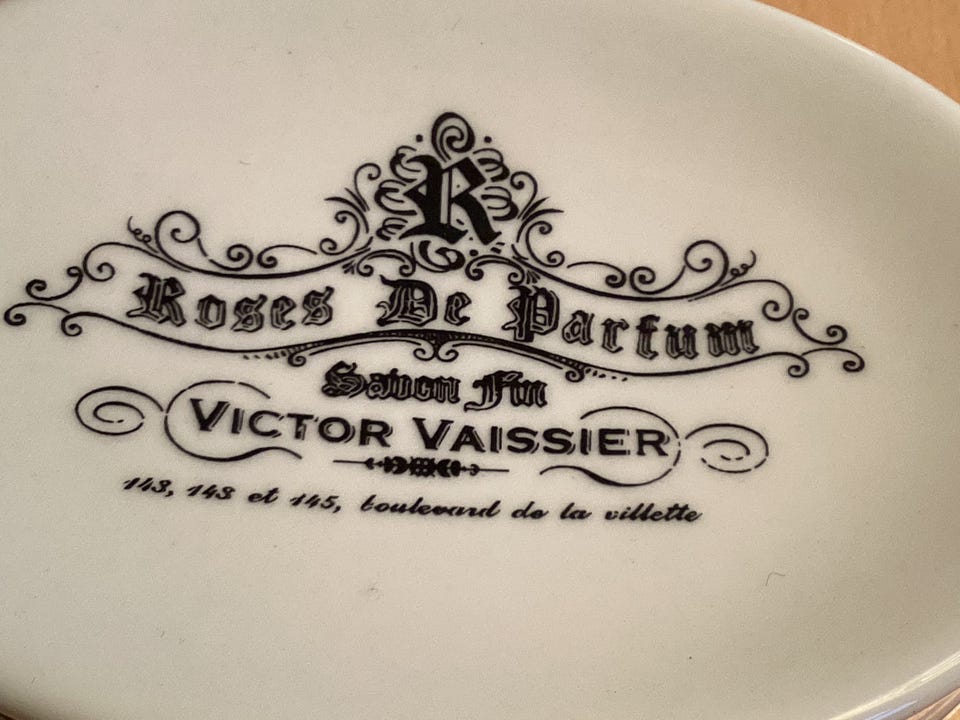 R
Roses De Parfum
Savon Fin
VICTOR VAISSIER
143, 143 et 145, boulevard de la villette